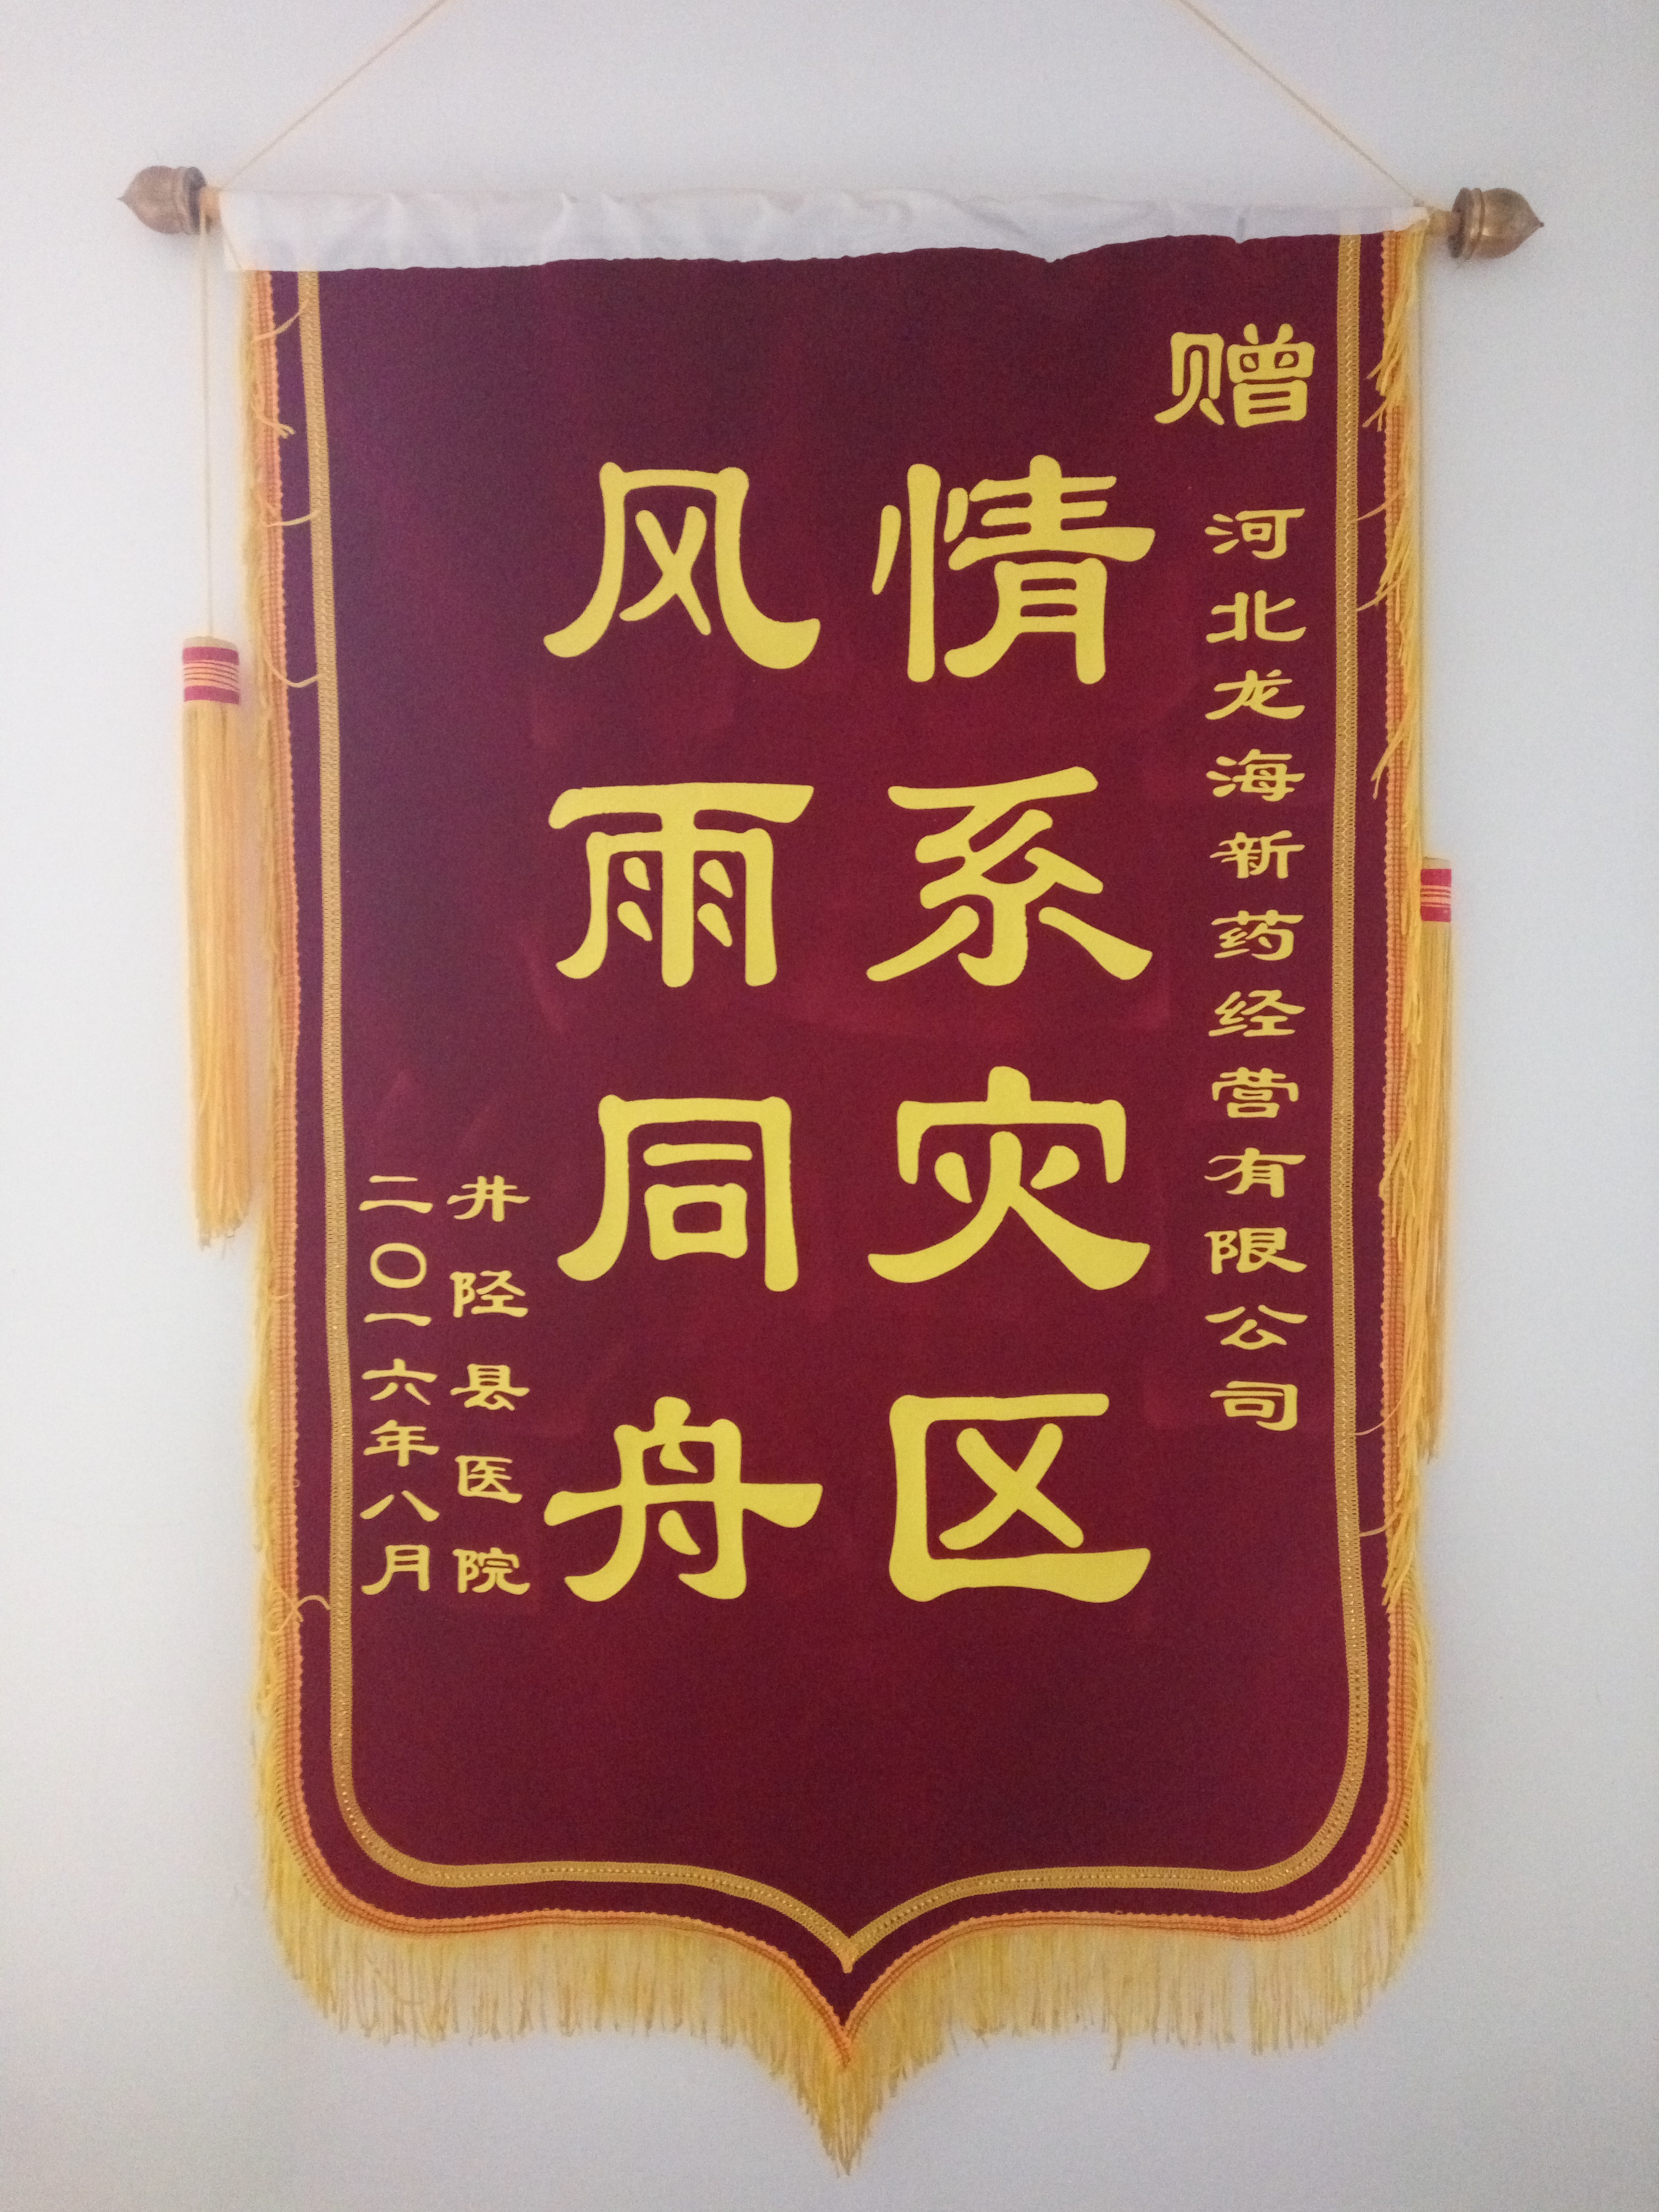 赠
河北龙海新药经营有限公司
情系灾区
风雨同舟
井陉县医院
二〇一六年八月